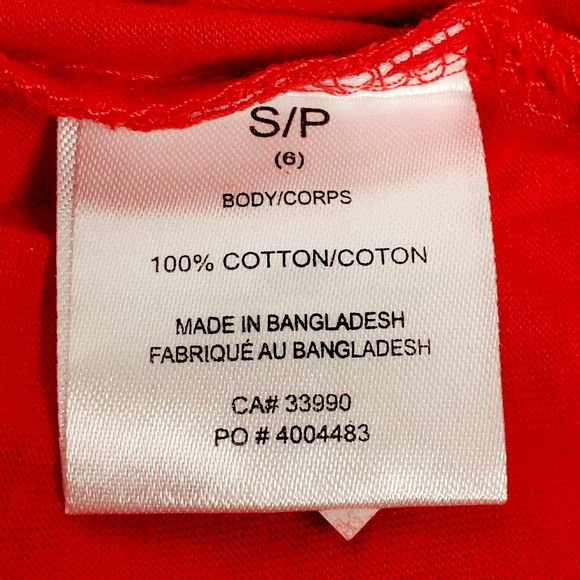 S/P
(6)
BODY/CORPS
100% COTTON/COTON
MADE IN BANGLADESH
FABRIQUÉ AU BANGLADESH
CA# 33990
PO # 4004483